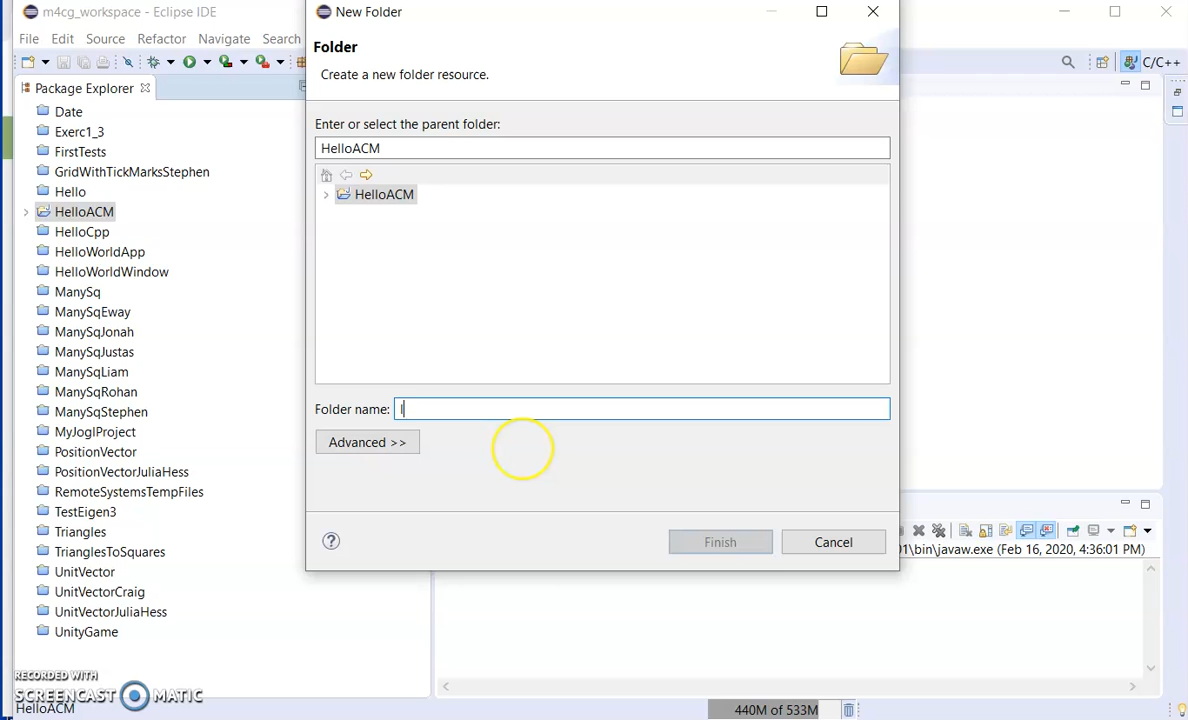 m4cg_workspace - Eclipse IDE
New Folder
File Edit Source Refactor Navigate Search
Folder
Create a new folder resource.
C/C++
Package Explorer
Enter or select the parent folder:
HelloACM
HelloACM
Date
Exerc1_3
FirstTests
GridWithTickMarksStephen
Hello
HelloACM
HelloCpp
HelloWorldApp
HelloWorldWindow
ManySq
ManySqEway
ManySqJonah
ManySqJustas
ManySqLiam
ManySqRohan
ManySqStephen
MyJoglProject
PositionVector
PositionVectorJuliaHess
RemoteSystemsTempFiles
TestEigen3
Triangles
TrianglesToSquares
UnitVector
UnitVectorCraig
UnitVectorJuliaHess
UnityGame
Folder name: l
Advanced >>
Finish Cancel
01\bin\javaw.exe (Feb 16, 2020, 4:36:01 PM)
RECORDED WITH
SCREENCAST MATIC
HelloACM
440M of 533M